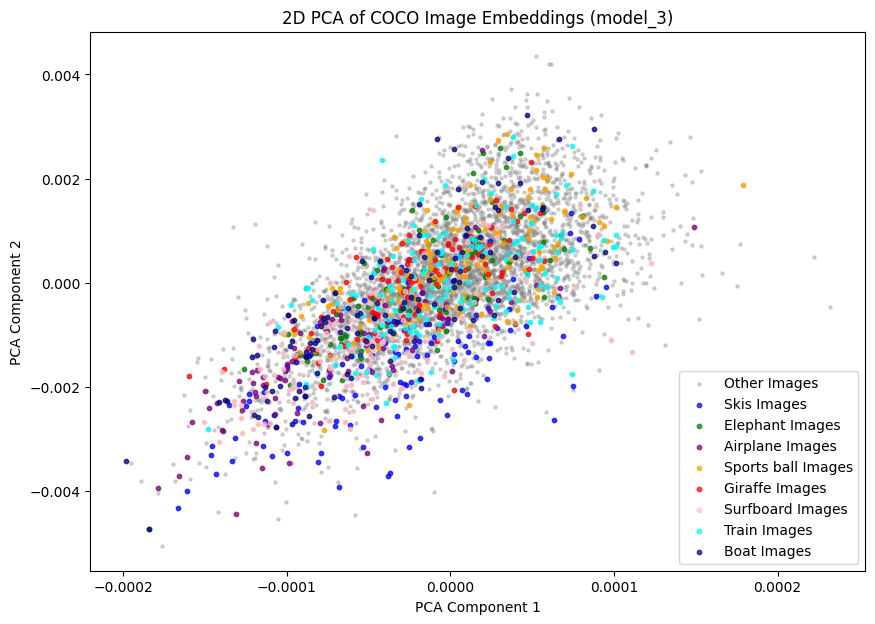 2D PCA of COCO Image Embeddings (model_3)
PCA Component 2
0.004
0.002
0.000
−0.002
−0.004
Other Images
Skis Images
Elephant Images
Airplane Images
Sports ball Images
Giraffe Images
Surfboard Images
Train Images
Boat Images
−0.0002
−0.0001
0.0000
0.0001
0.0002
PCA Component 1